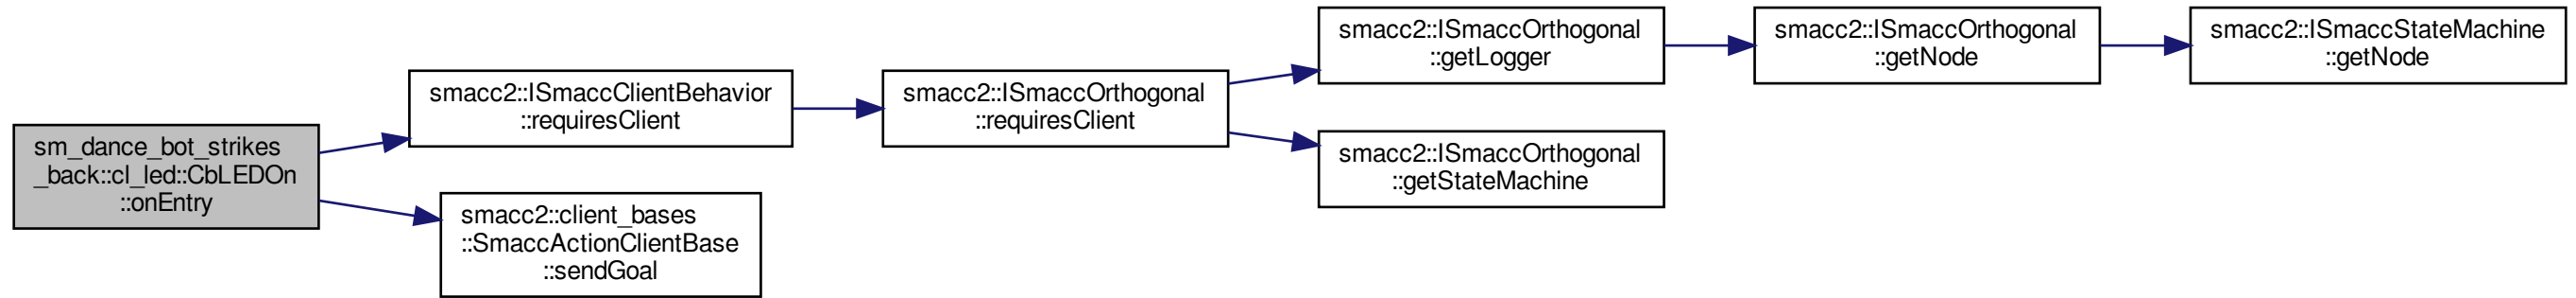 sm_dance_bot_strikes
_back::cl_led::CbLEDOn
::onEntry
smacc2::ISmaccClientBehavior
::requiresClient
smacc2::ISmaccOrthogonal
::requiresClient
smacc2::ISmaccOrthogonal
::getLogger
smacc2::ISmaccOrthogonal
::getNode
smacc2::ISmaccStateMachine
::getNode
smacc2::ISmaccOrthogonal
::getStateMachine
smacc2::client_bases
::SmaccActionClientBase
::sendGoal